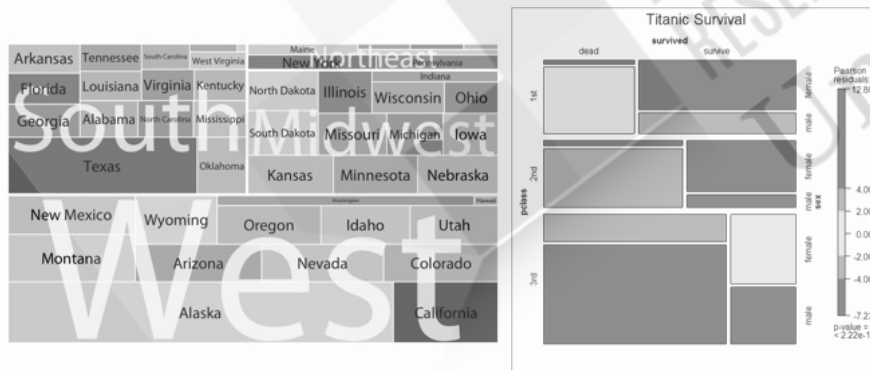 Maine
Arkansas Tennessee South Carolina West Virginia
Northeast
New York Pennsylvania
Indiana
Florida Louisiana Virginia Kentucky
North Dakota Illinois Wisconsin Ohio
South Midwest
Georgia Alabama North Carolina Mississippi
South Dakota Missouri Michigan Iowa
Texas Oklahoma
Kansas Minnesota Nebraska
Washington Hawaii
New Mexico Wyoming Oregon Idaho Utah
West
Montana Arizona Nevada Colorado
Alaska California
Titanic Survival
survived
dead survive
pclass
1st
2nd
3rd
female
male
female
male
female
male
sex
Pearson
residuals:
4.00
2.00
0.00
-2.00
-4.00
p-value =